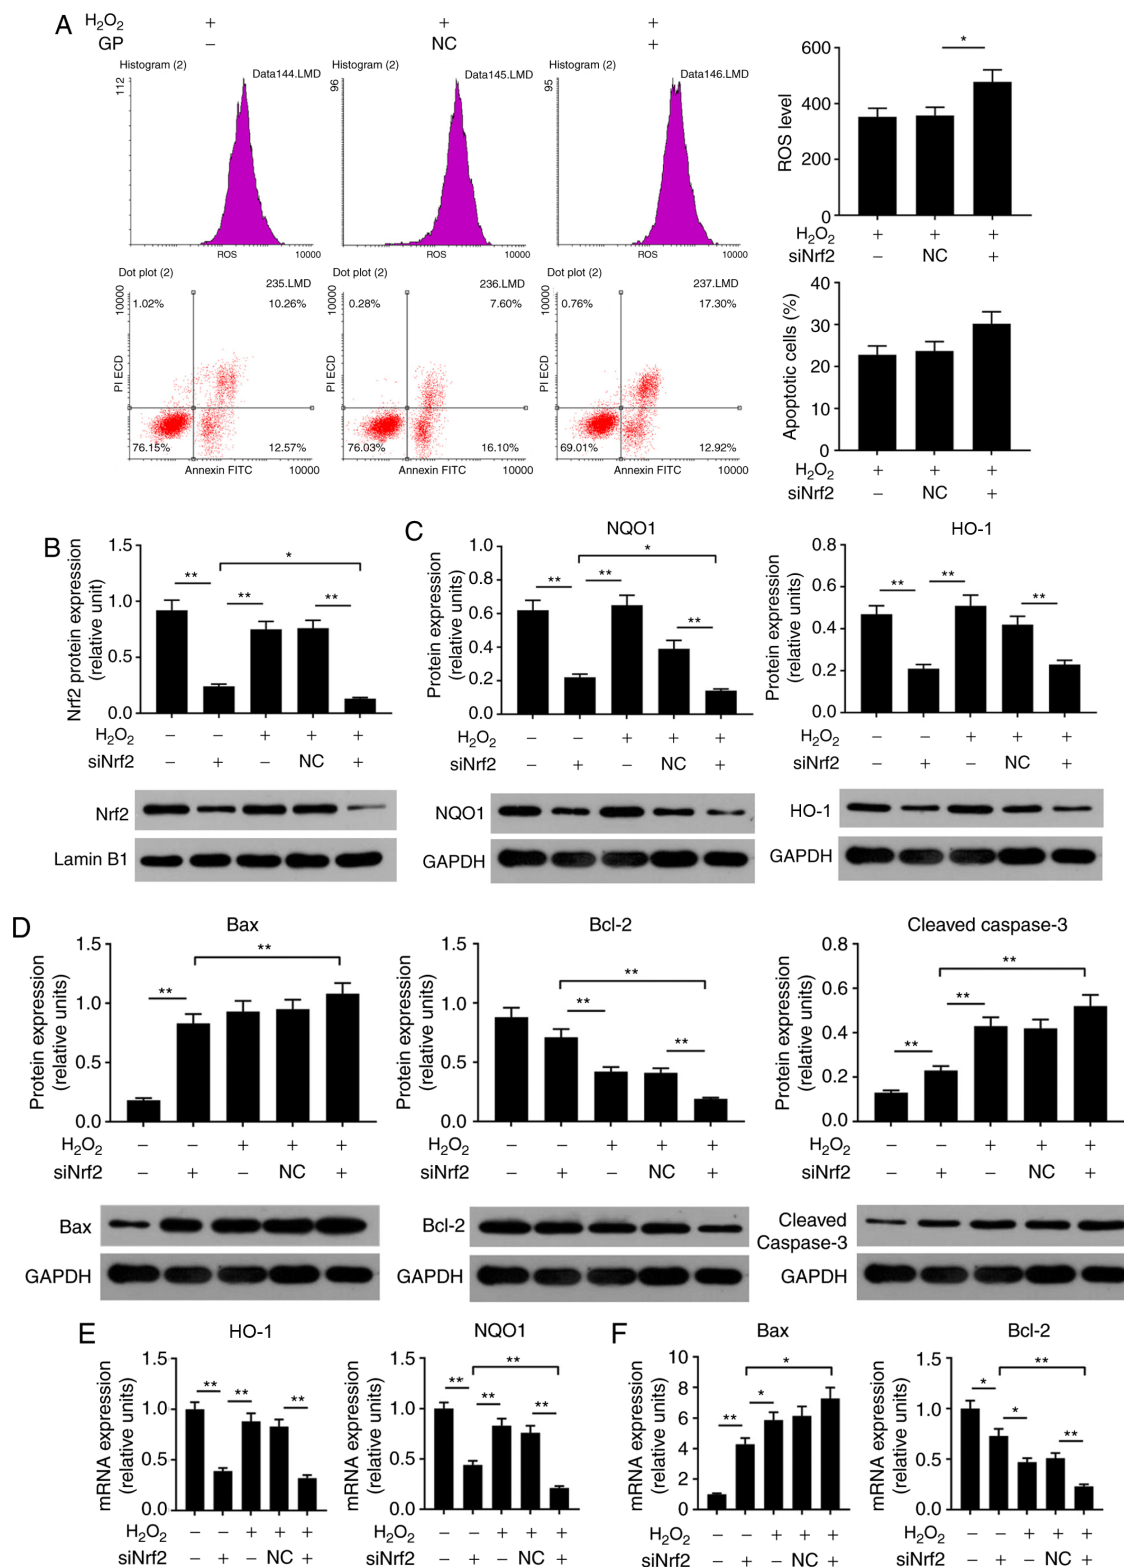 A
H2O2 + + +
GP – NC +
Histogram (2) Data144.LMD
112
ROS 10000
Histogram (2) Data145.LMD
96
ROS 10000
Histogram (2) Data146.LMD
95
ROS 10000
Dot plot (2)
235.LMD
1.02% 10.26%
10000
PI ECD
76.15% 12.57%
Annexin FITC 10000
Dot plot (2)
236.LMD
0.28% 7.60%
10000
PI ECD
76.03% 16.10%
Annexin FITC 10000
Dot plot (2)
237.LMD
0.76% 17.30%
10000
PI ECD
69.01% 12.92%
Annexin FITC 10000
ROS level
600
400
200
0
*
H2O2 + + +
siNrf2 – NC +
Apoptotic cells (%)
40
30
20
10
0
H2O2 + + +
siNrf2 – NC +
B
Nrf2 protein expression
(relative unit)
1.5
1.0
0.5
0.0
** ** ** *
H2O2 – – + + +
siNrf2 – + – NC +
Nrf2
Lamin B1
C
NQO1
Protein expression
(relative units)
1.0
0.8
0.6
0.4
0.2
0.0
** ** * **
H2O2 – – + + +
siNrf2 – + – NC +
NQO1
GAPDH
HO-1
Protein expression
(relative units)
0.8
0.6
0.4
0.2
0.0
** ** **
H2O2 – – + + +
siNrf2 – + – NC +
HO-1
GAPDH
D
Bax
Protein expression
(relative units)
1.5
1.0
0.5
0.0
** **
H2O2 – – + + +
siNrf2 – + – NC +
Bax
GAPDH
Bcl-2
Protein expression
(relative units)
1.5
1.0
0.5
0.0
** ** **
H2O2 – – + + +
siNrf2 – + – NC +
Bcl-2
GAPDH
Cleaved caspase-3
Protein expression
(relative units)
0.8
0.6
0.4
0.2
0.0
** ** **
H2O2 – – + + +
siNrf2 – + – NC +
Cleaved
Caspase-3
GAPDH
E
HO-1
mRNA expression
(relative units)
1.5
1.0
0.5
0.0
** ** **
H2O2 – – + + +
siNrf2 – + – NC +
NQO1
mRNA expression
(relative units)
1.5
1.0
0.5
0.0
** ** ** **
H2O2 – – + + +
siNrf2 – + – NC +
F
Bax
mRNA expression
(relative units)
10
8
6
4
2
0
** * *
H2O2 – – + + +
siNrf2 – + – NC +
Bcl-2
mRNA expression
(relative units)
1.5
1.0
0.5
0.0
* * ** **
H2O2 – – + + +
siNrf2 – + – NC +